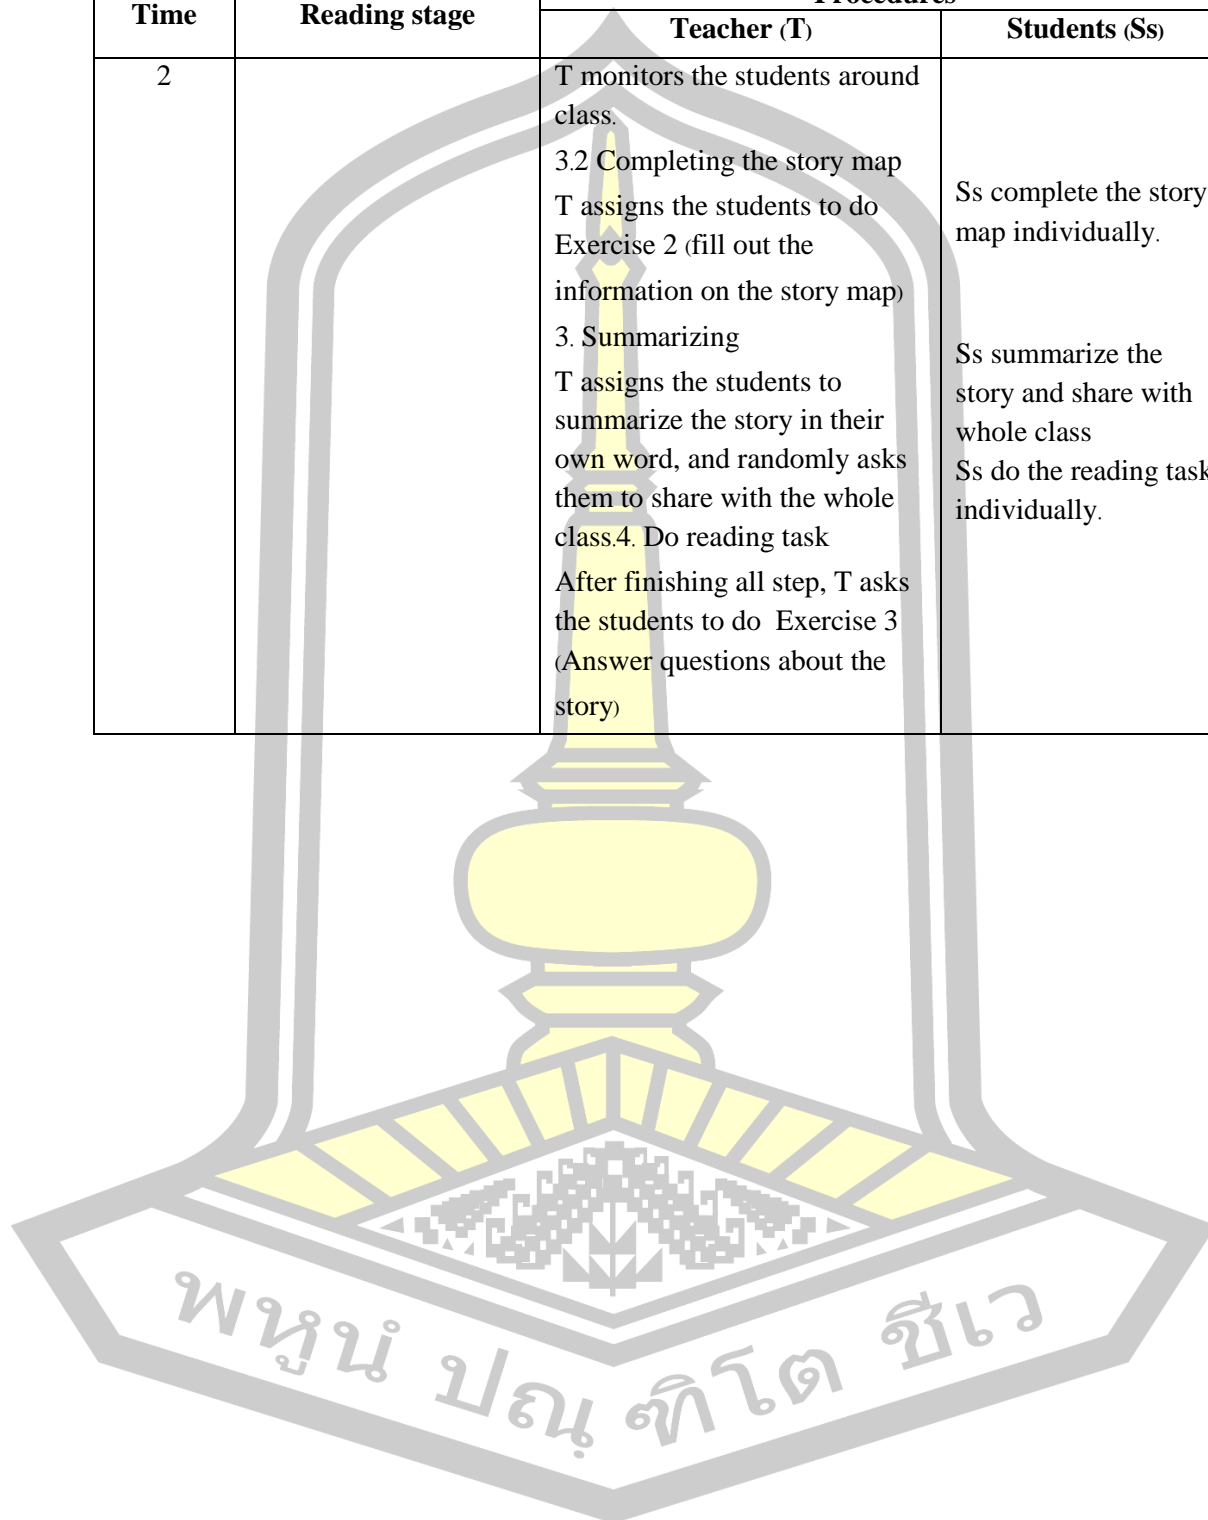 Procedures
Time Reading stage
Teacher (T) Students (Ss)
2
T monitors the students around
class.
3.2 Completing the story map
T assigns the students to do
Exercise 2 (fill out the
information on the story map)
3. Summarizing
T assigns the students to
summarize the story in their
own word, and randomly asks
them to share with the whole
class.4. Do reading task
After finishing all step, T asks
the students to do Exercise 3
(Answer questions about the
story)
Ss complete the story
map individually.
Ss summarize the
story and share with
whole class
Ss do the reading task
individually.
พหูนํ ปณฺฑิโต ชีเว